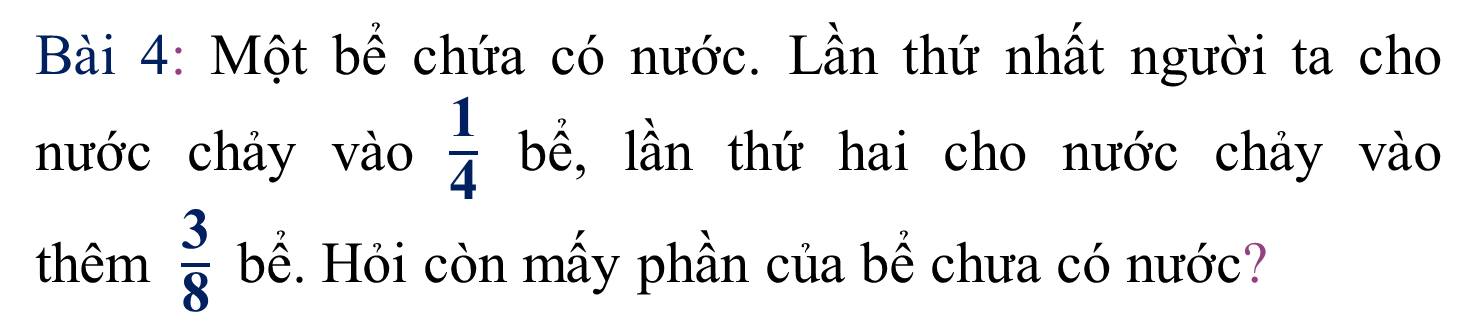 Bài 4: Một bể chứa có nước. Lần thứ nhất người ta cho
nước chảy vào 1/4 bể, lần thứ hai cho nước chảy vào
thêm 3/8 bể. Hỏi còn mấy phần của bể chưa có nước?